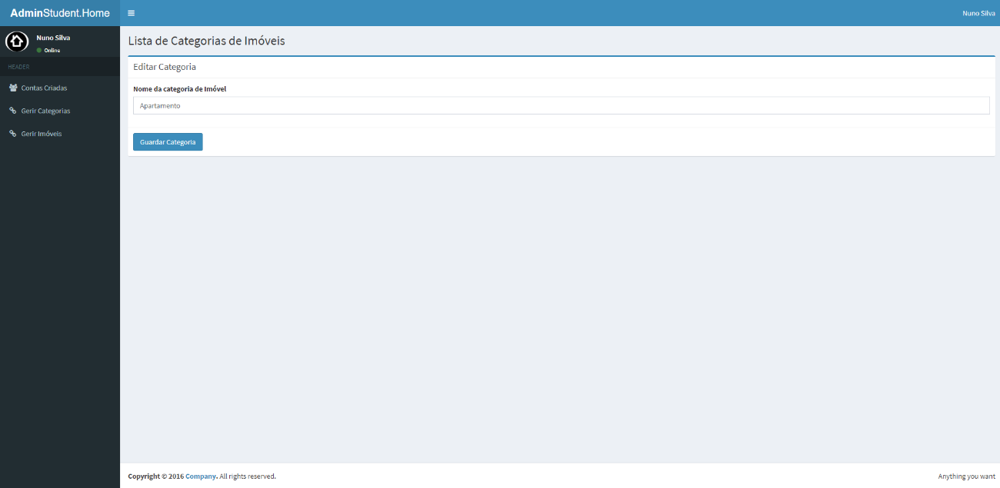 AdminStudent.Home
Nuno Silva
Nuno Silva
Online
HEADER
Contas Criadas
Gerir Categorias
Gerir Imóveis
Lista de Categorias de Imóveis
Editar Categoria
Nome da categoria de Imóvel
Apartamento
Guardar Categoria
Copyright © 2016 Company. All rights reserved.
Anything you want